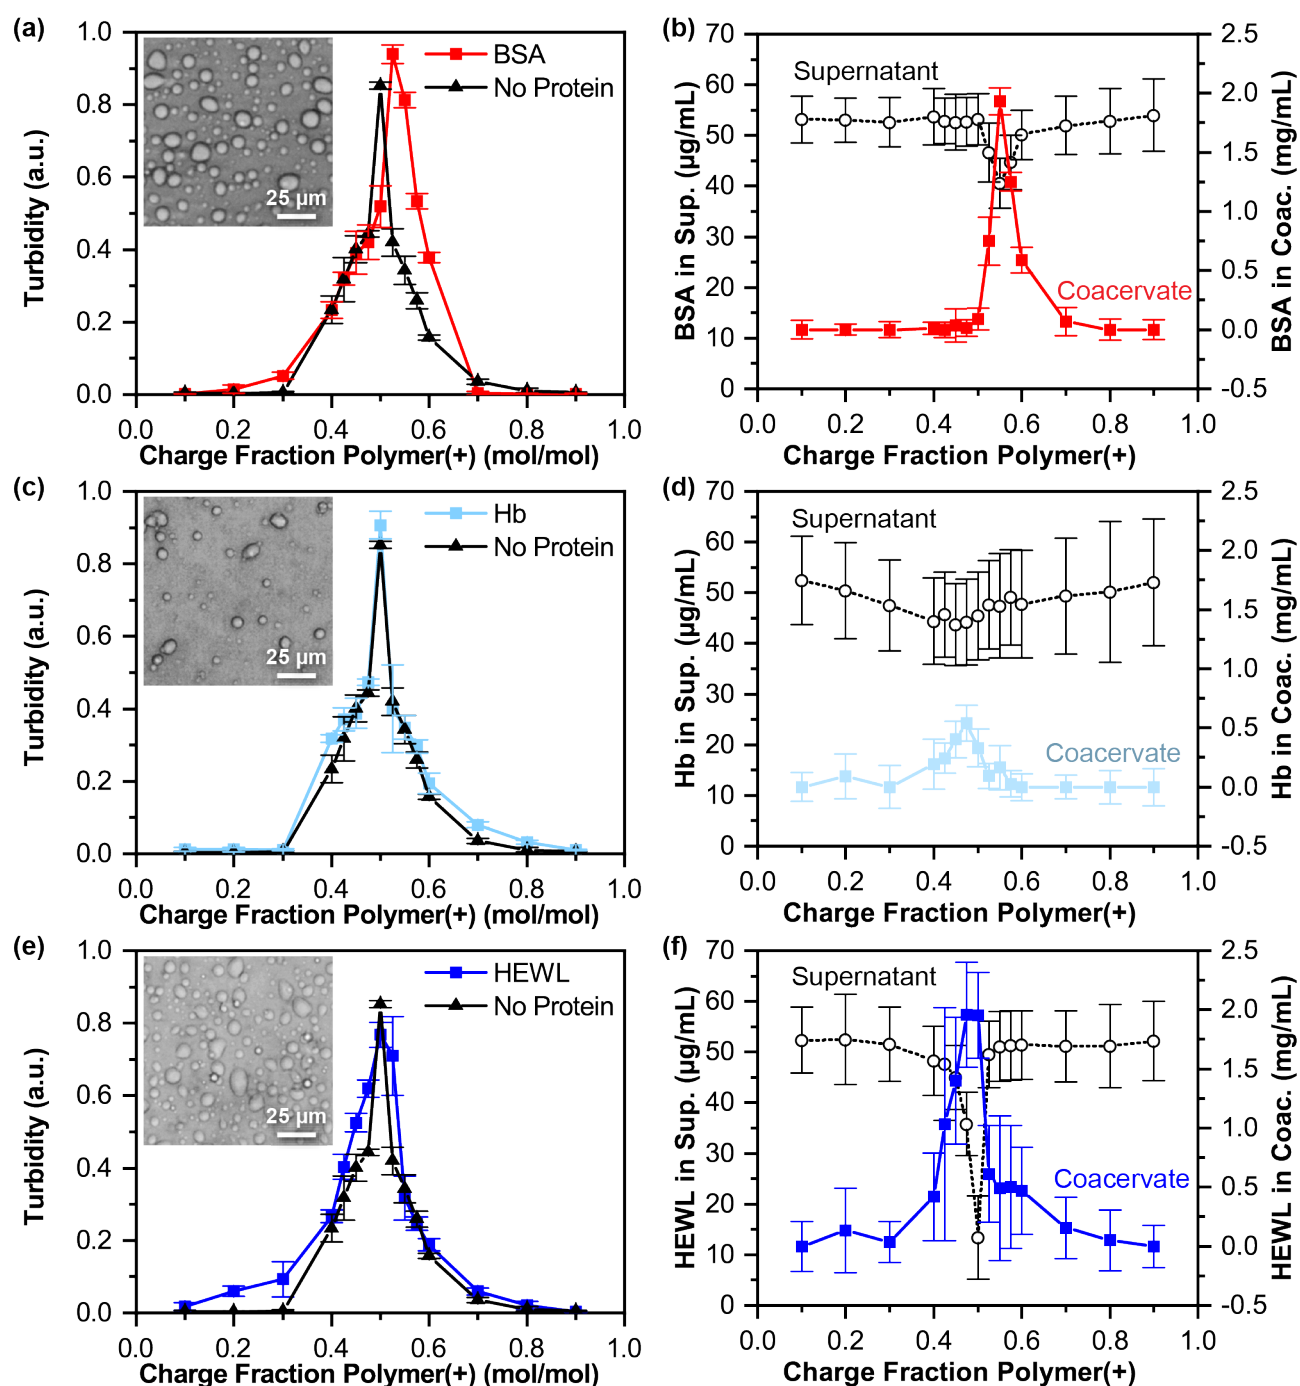 (a)
1.0
0.8
0.6
0.4
0.2
0.0
Turbidity (a.u.)
25 µm
BSA
No Protein
0.0 0.2 0.4 0.6 0.8 1.0
Charge Fraction Polymer(+) (mol/mol)
(b)
70
60
50
40
30
20
10
0
BSA in Sup. (µg/mL)
Supernatant
Coacervate
2.5
2.0
1.5
1.0
0.5
0.0
-0.5
BSA in Coac. (mg/mL)
0.0 0.2 0.4 0.6 0.8 1.0
Charge Fraction Polymer(+)
(c)
1.0
0.8
0.6
0.4
0.2
0.0
Turbidity (a.u.)
25 µm
Hb
No Protein
0.0 0.2 0.4 0.6 0.8 1.0
Charge Fraction Polymer(+) (mol/mol)
(d)
70
60
50
40
30
20
10
0
Hb in Sup. (µg/mL)
Supernatant
Coacervate
2.5
2.0
1.5
1.0
0.5
0.0
-0.5
Hb in Coac. (mg/mL)
0.0 0.2 0.4 0.6 0.8 1.0
Charge Fraction Polymer(+)
(e)
1.0
0.8
0.6
0.4
0.2
0.0
Turbidity (a.u.)
25 µm
HEWL
No Protein
0.0 0.2 0.4 0.6 0.8 1.0
Charge Fraction Polymer(+) (mol/mol)
(f)
70
60
50
40
30
20
10
0
HEWL in Sup. (µg/mL)
Supernatant
Coacervate
2.5
2.0
1.5
1.0
0.5
0.0
-0.5
HEWL in Coac. (mg/mL)
0.0 0.2 0.4 0.6 0.8 1.0
Charge Fraction Polymer(+)